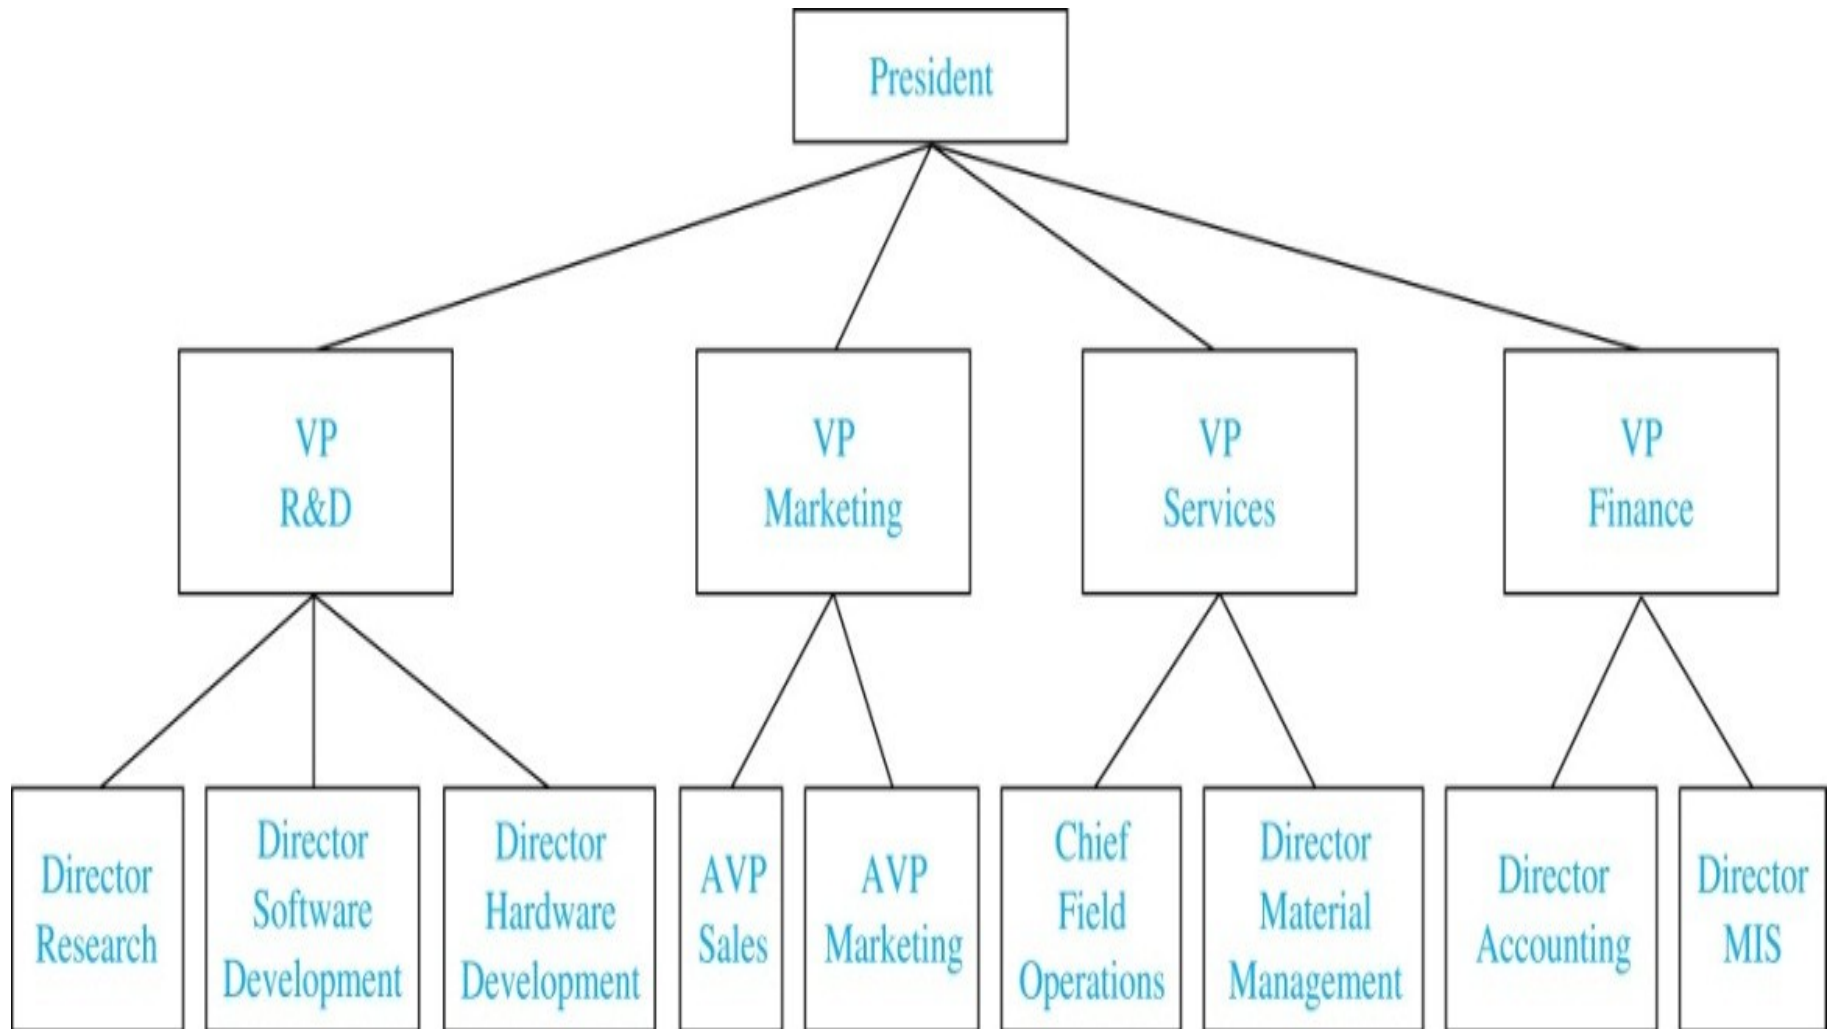 President
VP
R&D
VP
Marketing
VP
Services
VP
Finance
Director
Research
Director
Software
Development
Director
Hardware
Development
AVP
Sales
AVP
Marketing
Chief
Field
Operations
Director
Material
Management
Director
Accounting
Director
MIS